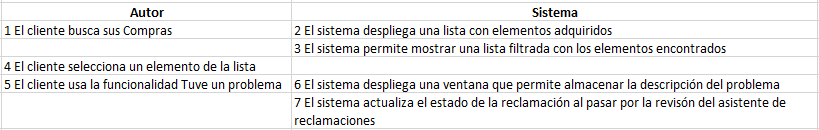 Autor Sistema
1 El cliente busca sus Compras 2 El sistema despliega una lista con elementos adquiridos
3 El sistema permite mostrar una lista filtrada con los elementos encontrados
4 El cliente selecciona un elemento de la lista
5 El cliente usa la funcionalidad Tuve un problema 6 El sistema despliega una ventana que permite almacenar la descripción del problema
7 El sistema actualiza el estado de la reclamación al pasar por la revisón del asistente de
reclamaciones